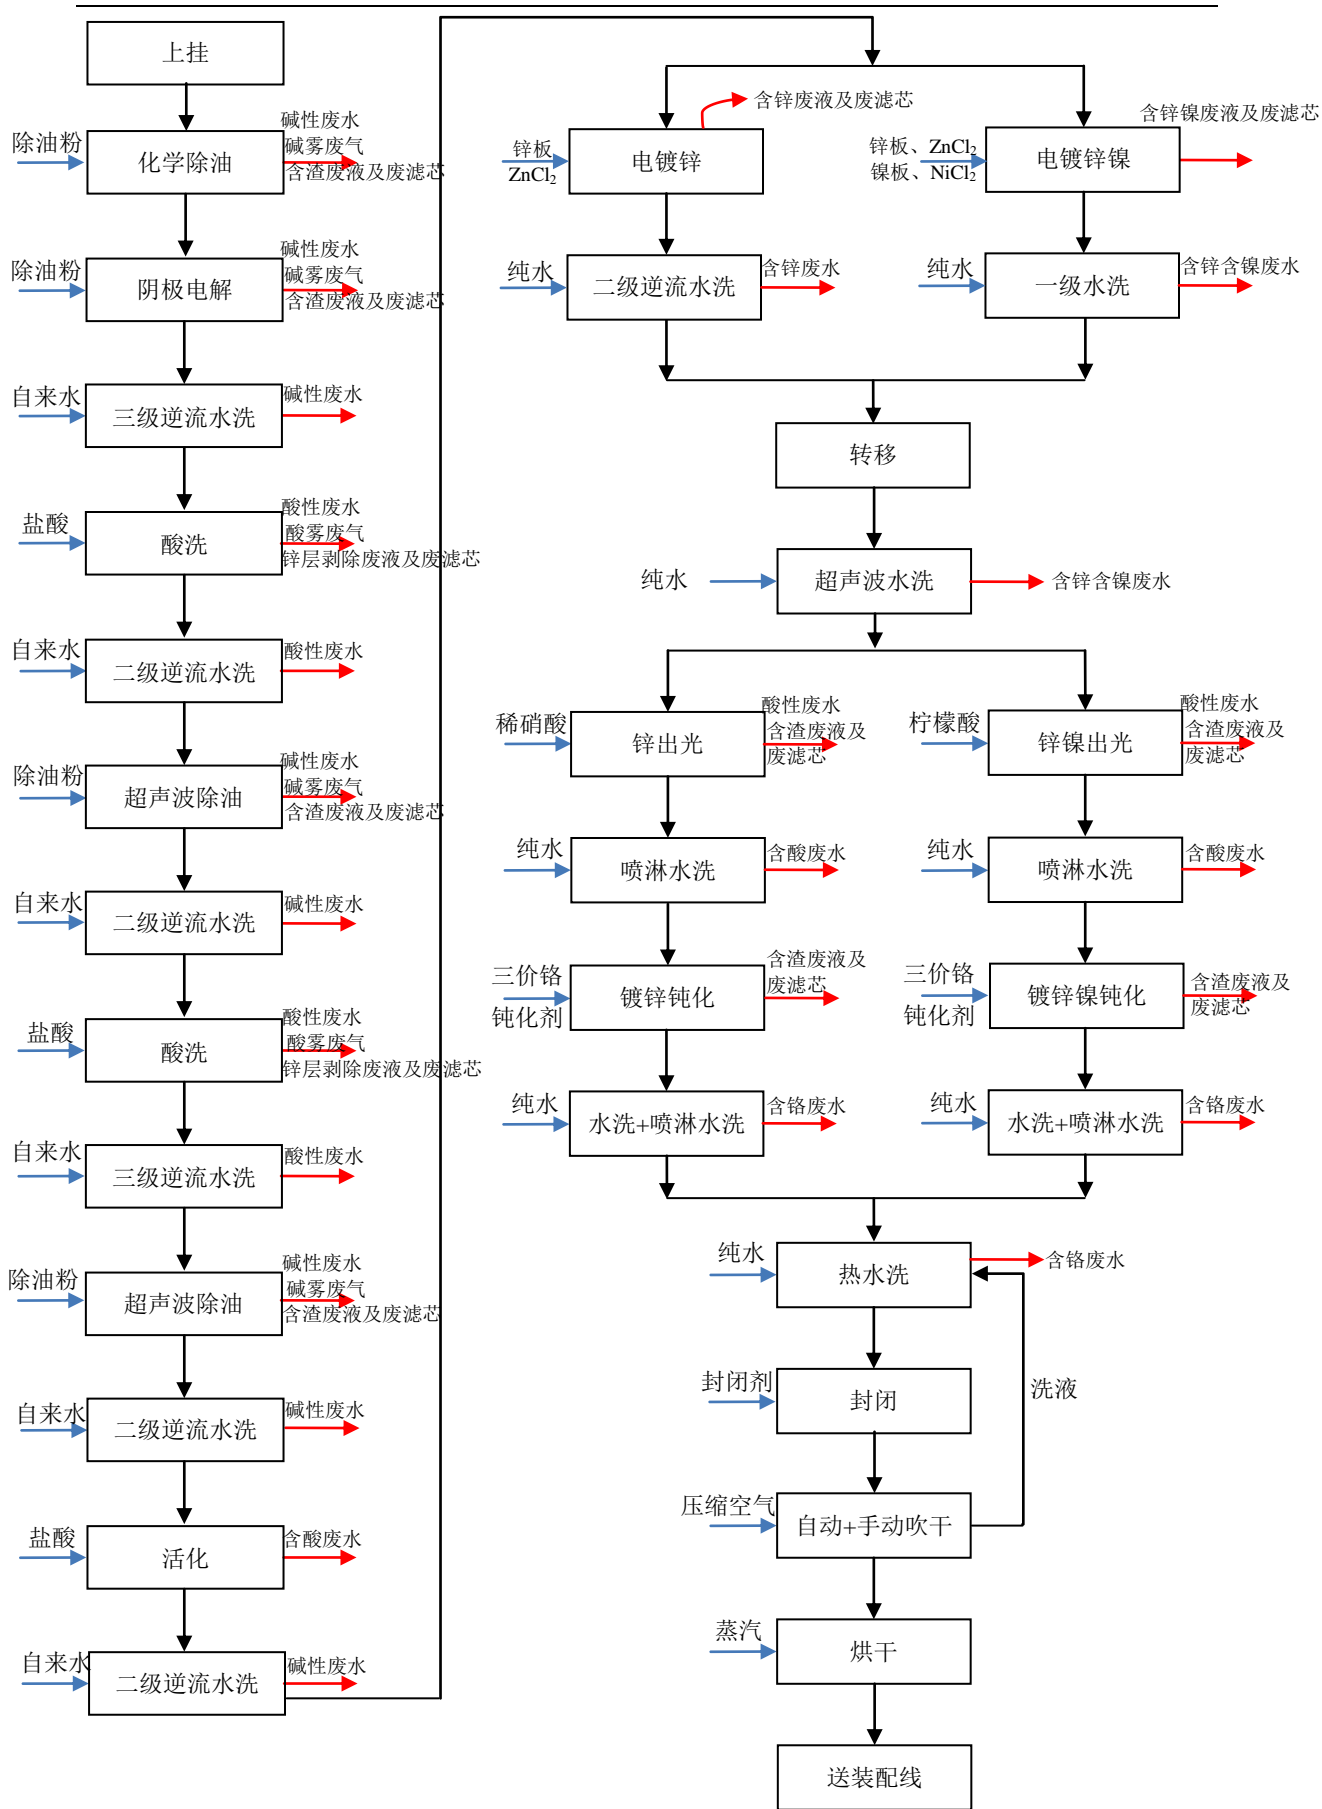 上挂
碱性废水
除油粉
化学除油
碱雾废气
含渣废液及废滤芯
碱性废水
除油粉
阴极电解
碱雾废气
含渣废液及废滤芯
自来水
三级逆流水洗
碱性废水
盐酸
酸洗
酸性废水
酸雾废气
锌层剥除废液及废滤芯
自来水
二级逆流水洗
酸性废水
除油粉
超声波除油
碱性废水
碱雾废气
含渣废液及废滤芯
自来水
二级逆流水洗
碱性废水
盐酸
酸洗
酸性废水
酸雾废气
锌层剥除废液及废滤芯
自来水
三级逆流水洗
酸性废水
除油粉
超声波除油
碱性废水
碱雾废气
含渣废液及废滤芯
自来水
二级逆流水洗
碱性废水
盐酸
活化
含酸废水
自来水
二级逆流水洗
碱性废水
含锌废液及废滤芯
锌板
ZnCl₂
电镀锌
含锌镍废液及废滤芯
锌板、ZnCl₂
镍板、NiCl₂
电镀锌镍
纯水
二级逆流水洗
含锌废水
纯水
一级水洗
含锌含镍废水
转移
纯水
超声波水洗
含锌含镍废水
稀硝酸
锌出光
酸性废水
含渣废液及
废滤芯
柠檬酸
锌镍出光
酸性废水
含渣废液及
废滤芯
纯水
喷淋水洗
含酸废水
纯水
喷淋水洗
含酸废水
三价铬
钝化剂
镀锌钝化
含渣废液及
废滤芯
三价铬
钝化剂
镀锌镍钝化
含渣废液及
废滤芯
纯水
水洗+喷淋水洗
含铬废水
纯水
水洗+喷淋水洗
含铬废水
纯水
热水洗
含铬废水
封闭剂
封闭
洗液
压缩空气
自动+手动吹干
蒸汽
烘干
送装配线